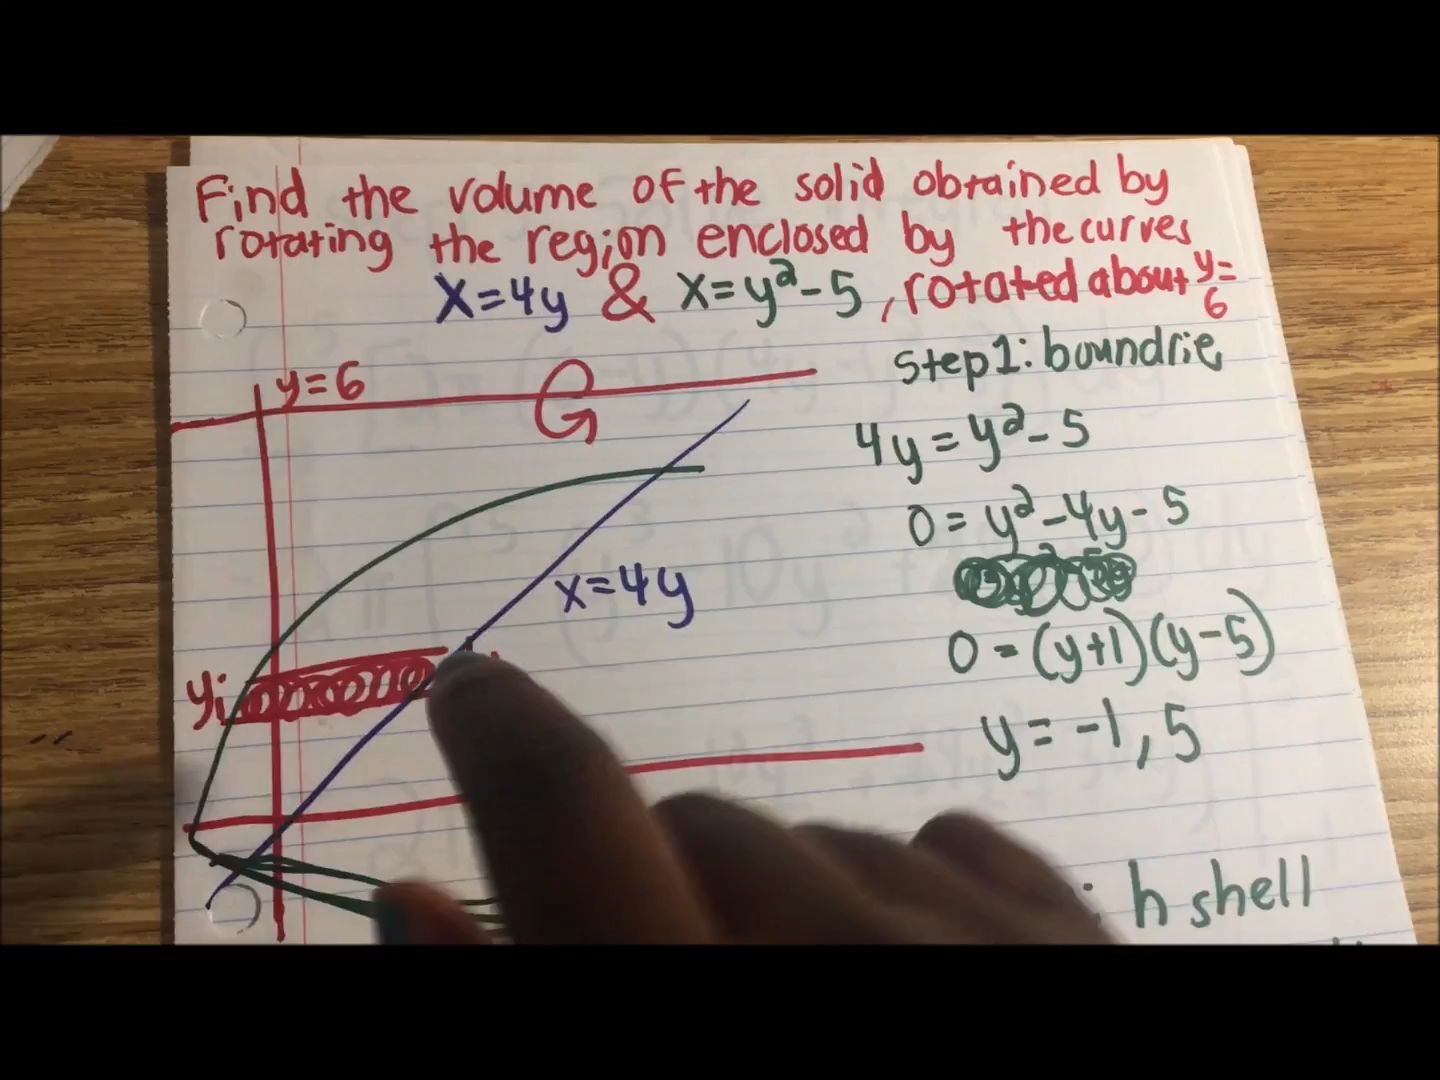 Find the volume of the solid obtained by
rotating the region enclosed by the curves
x=4y & x=y²-5, rotated about y=
6
Step1: boundrie
y=6
4y=y²-5
0=y²-4y-5
x=4y
0=(y+1)(y-5)
yi
y=-1,5
: h shell